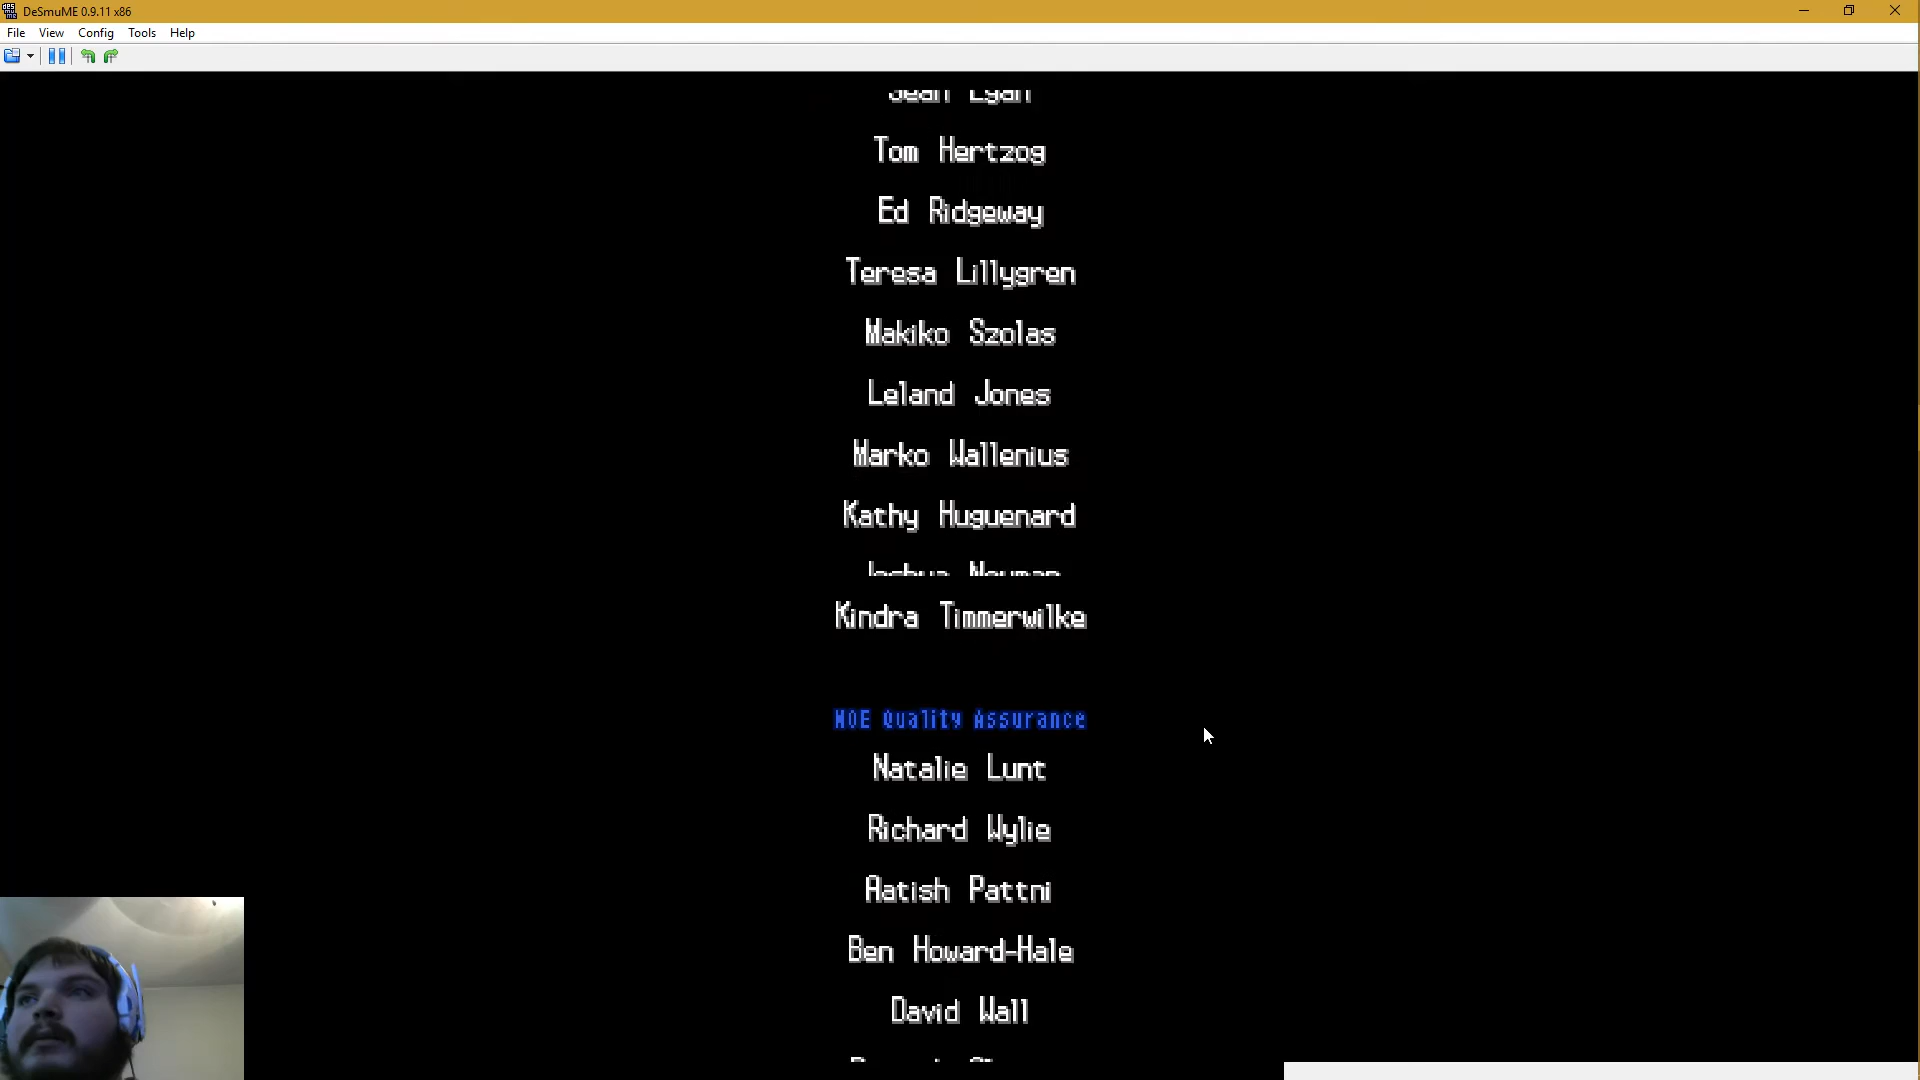 DeSmuME 0.9.11 x86
File View Config Tools Help
Tom Hertzog
Ed Ridgeway
Teresa Lillygren
Makiko Szolas
Leland Jones
Marko Wallenius
Kathy Huguenard
Kindra Timmerwilke
NOE Quality Assurance
Natalie Lunt
Richard Wylie
Aatish Pattni
Ben Howard-Hale
David Wall